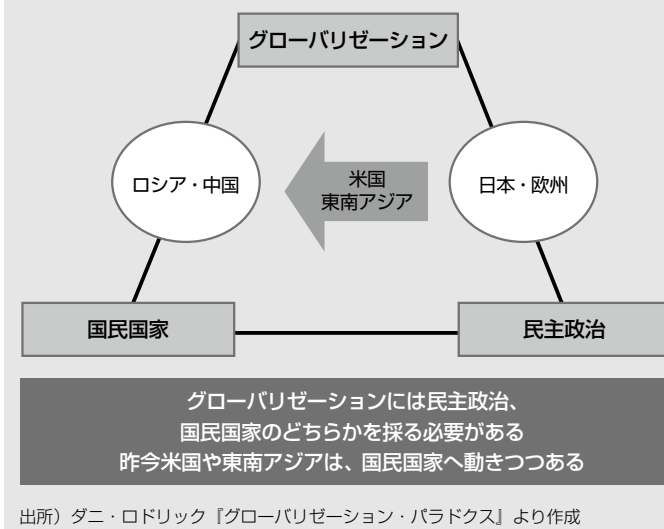 グローバリゼーション
ロシア・中国
米国
東南アジア
日本・欧州
国民国家
民主政治
グローバリゼーションには民主政治、
国民国家のどちらかを採る必要がある
昨今米国や東南アジアは、国民国家へ動きつつある
出所）ダニ・ロドリック『グローバリゼーション・パラドクス』より作成